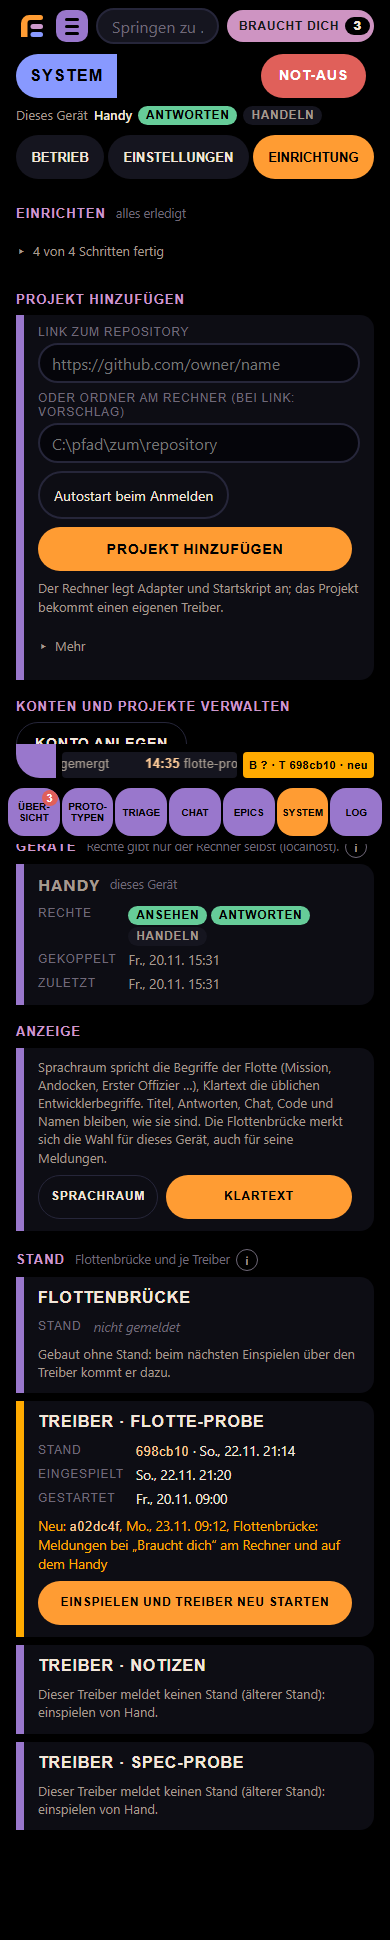 Springen zu .
BRAUCHT DICH 3
SYSTEM
NOT-AUS
Dieses Gerät Handy ANTWORTEN HANDELN
BETRIEB EINSTELLUNGEN EINRICHTUNG
EINRICHTEN alles erledigt
▸ 4 von 4 Schritten fertig
PROJEKT HINZUFÜGEN
LINK ZUM REPOSITORY
https://github.com/owner/name
ODER ORDNER AM RECHNER (BEI LINK:
VORSCHLAG)
C:\pfad\zum\repository
Autostart beim Anmelden
PROJEKT HINZUFÜGEN
Der Rechner legt Adapter und Startskript an; das Projekt
bekommt einen eigenen Treiber.
▸ Mehr
KONTEN UND PROJEKTE VERWALTEN
KONTO ANLEGEN
gemergt 14:35 flotte-pro
B ? · T 698cb10 · neu
ÜBER-
SICHT
3
PROTO-
TYPEN
TRIAGE
CHAT
EPICS
SYSTEM
LOG
GERÄTE Rechte gibt nur der Rechner selbst (localhost). i
HANDY dieses Gerät
RECHTE ANSEHEN ANTWORTEN
HANDELN
GEKOPPELT Fr., 20.11. 15:31
ZULETZT Fr., 20.11. 15:31
ANZEIGE
Sprachraum spricht die Begriffe der Flotte (Mission,
Andocken, Erster Offizier …), Klartext die üblichen
Entwicklerbegriffe. Titel, Antworten, Chat, Code und
Namen bleiben, wie sie sind. Die Flottenbrücke merkt
sich die Wahl für dieses Gerät, auch für seine
Meldungen.
SPRACHRAUM KLARTEXT
STAND Flottenbrücke und je Treiber i
FLOTTENBRÜCKE
STAND nicht gemeldet
Gebaut ohne Stand: beim nächsten Einspielen über den
Treiber kommt er dazu.
TREIBER · FLOTTE-PROBE
STAND 698cb10 · So., 22.11. 21:14
EINGESPIELT So., 22.11. 21:20
GESTARTET Fr., 20.11. 09:00
Neu: a02dc4f, Mo., 23.11. 09:12, Flottenbrücke:
Meldungen bei „Braucht dich“ am Rechner und auf
dem Handy
EINSPIELEN UND TREIBER NEU STARTEN
TREIBER · NOTIZEN
Dieser Treiber meldet keinen Stand (älterer Stand):
einspielen von Hand.
TREIBER · SPEC-PROBE
Dieser Treiber meldet keinen Stand (älterer Stand):
einspielen von Hand.